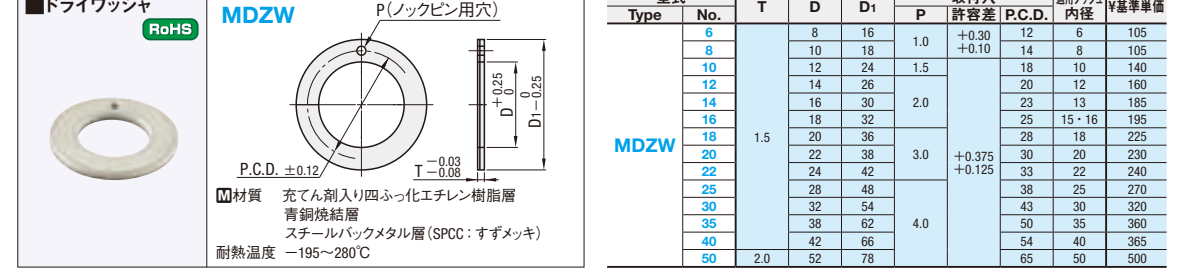 ■ドライワッシャ
RoHS
MDZW
P(ノックピン用穴)
D +0.25 0
D1 0 −0.25
P.C.D. ±0.12
T −0.03 −0.08
M材質 充てん剤入り四ふっ化エチレン樹脂層
青銅焼結層
スチールバックメタル層(SPCC:すずメッキ)
耐熱温度 −195〜280℃
Type No. T D D1 P 許容差 P.C.D. 内径 ¥基準単価
MDZW
6 1.5 8 16 1.0 +0.30 +0.10 12 6 105
8 10 18 14 8 105
10 12 24 1.5 +0.375 +0.125 18 10 140
12 14 26 2.0 20 12 160
14 16 30 23 13 185
16 18 32 25 15・16 195
18 20 36 3.0 28 18 225
20 22 38 30 20 230
22 24 42 33 22 240
25 28 48 4.0 38 25 270
30 32 54 43 30 320
35 38 62 50 35 360
40 42 66 54 40 365
50 2.0 52 78 65 50 500